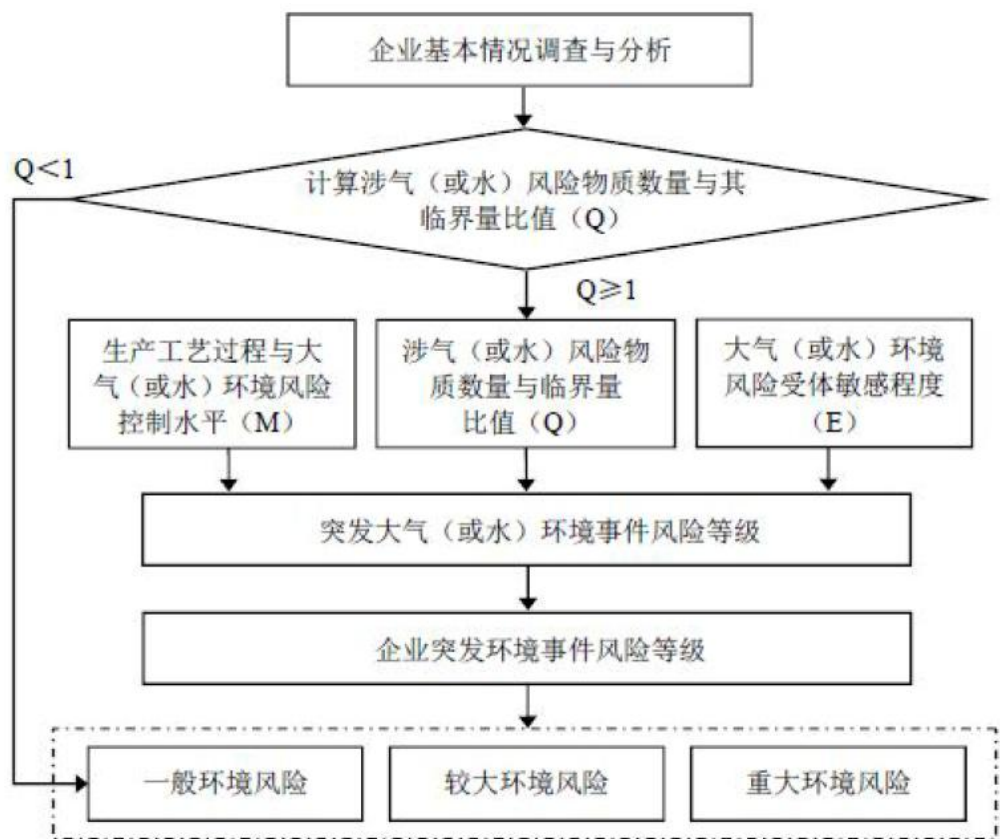 企业基本情况调查与分析
Q＜1
计算涉气（或水）风险物质数量与其
临界量比值（Q）
Q≥1
生产工艺过程与大
气（或水）环境风险
控制水平（M）
涉气（或水）风险物
质数量与临界量
比值（Q）
大气（或水）环境
风险受体敏感程度
（E）
突发大气（或水）环境事件风险等级
企业突发环境事件风险等级
一般环境风险
较大环境风险
重大环境风险